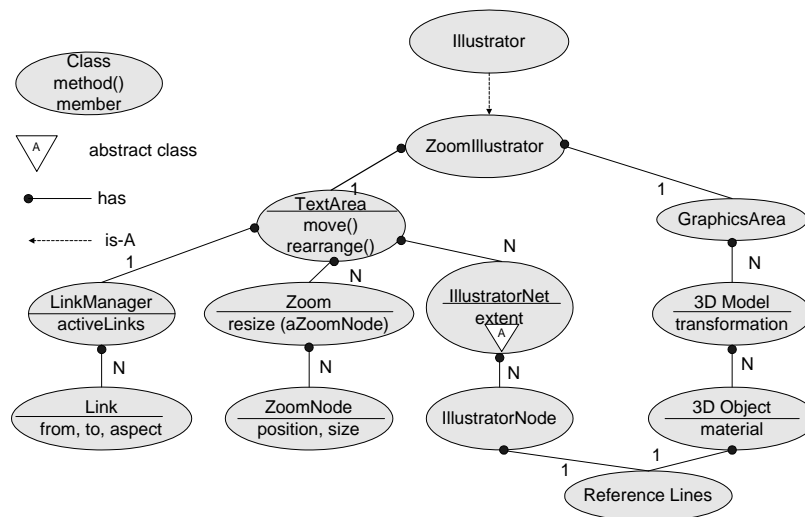 Illustrator
Class
method()
member
A
abstract class
has
is-A
ZoomIllustrator
1
1
TextArea
move()
rearrange()
GraphicsArea
1
N
N
N
LinkManager
activeLinks
Zoom
resize (aZoomNode)
IllustratorNet
extent
A
3D Model
transformation
N
N
N
N
Link
from, to, aspect
ZoomNode
position, size
IllustratorNode
3D Object
material
1
1
Reference Lines